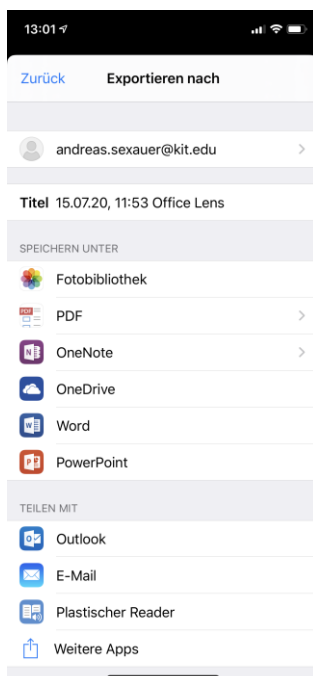 13:01
Zurück Exportieren nach
andreas.sexauer@kit.edu
Titel 15.07.20, 11:53 Office Lens
SPEICHERN UNTER
Fotobibliothek
PDF
OneNote
OneDrive
Word
PowerPoint
TEILEN MIT
Outlook
E-Mail
Plastischer Reader
Weitere Apps